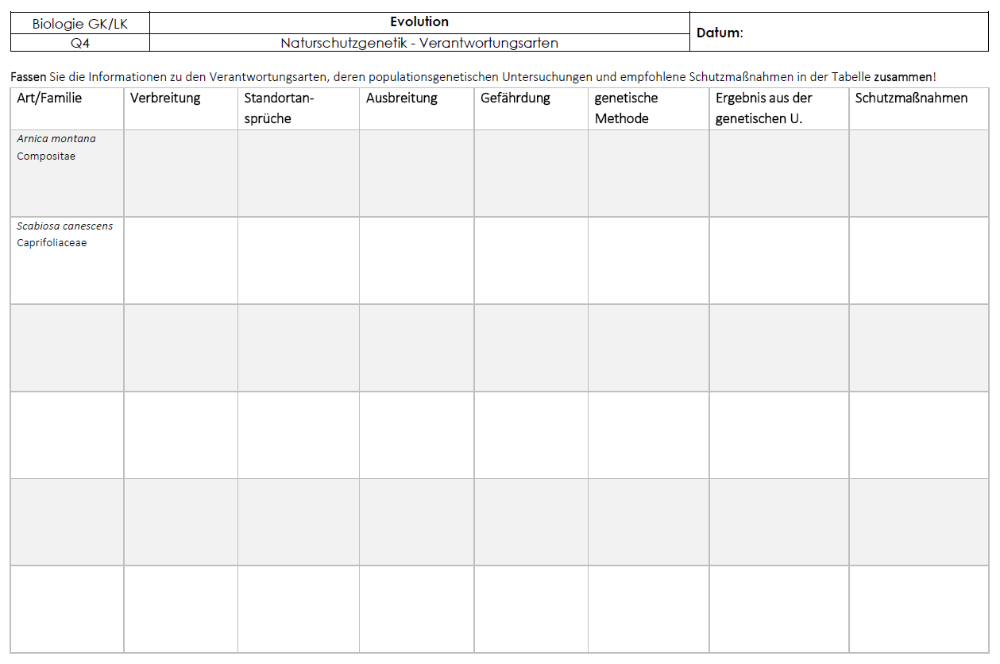 Biologie GK/LK
Evolution
Datum:
Q4
Naturschutzgenetik - Verantwortungsarten
Fassen Sie die Informationen zu den Verantwortungsarten, deren populationsgenetischen Untersuchungen und empfohlene Schutzmaßnahmen in der Tabelle zusammen!
Art/Familie
Verbreitung
Standortan-
sprüche
Ausbreitung
Gefährdung
genetische
Methode
Ergebnis aus der
genetischen U.
Schutzmaßnahmen
Arnica montana
Compositae
Scabiosa canescens
Caprifoliaceae